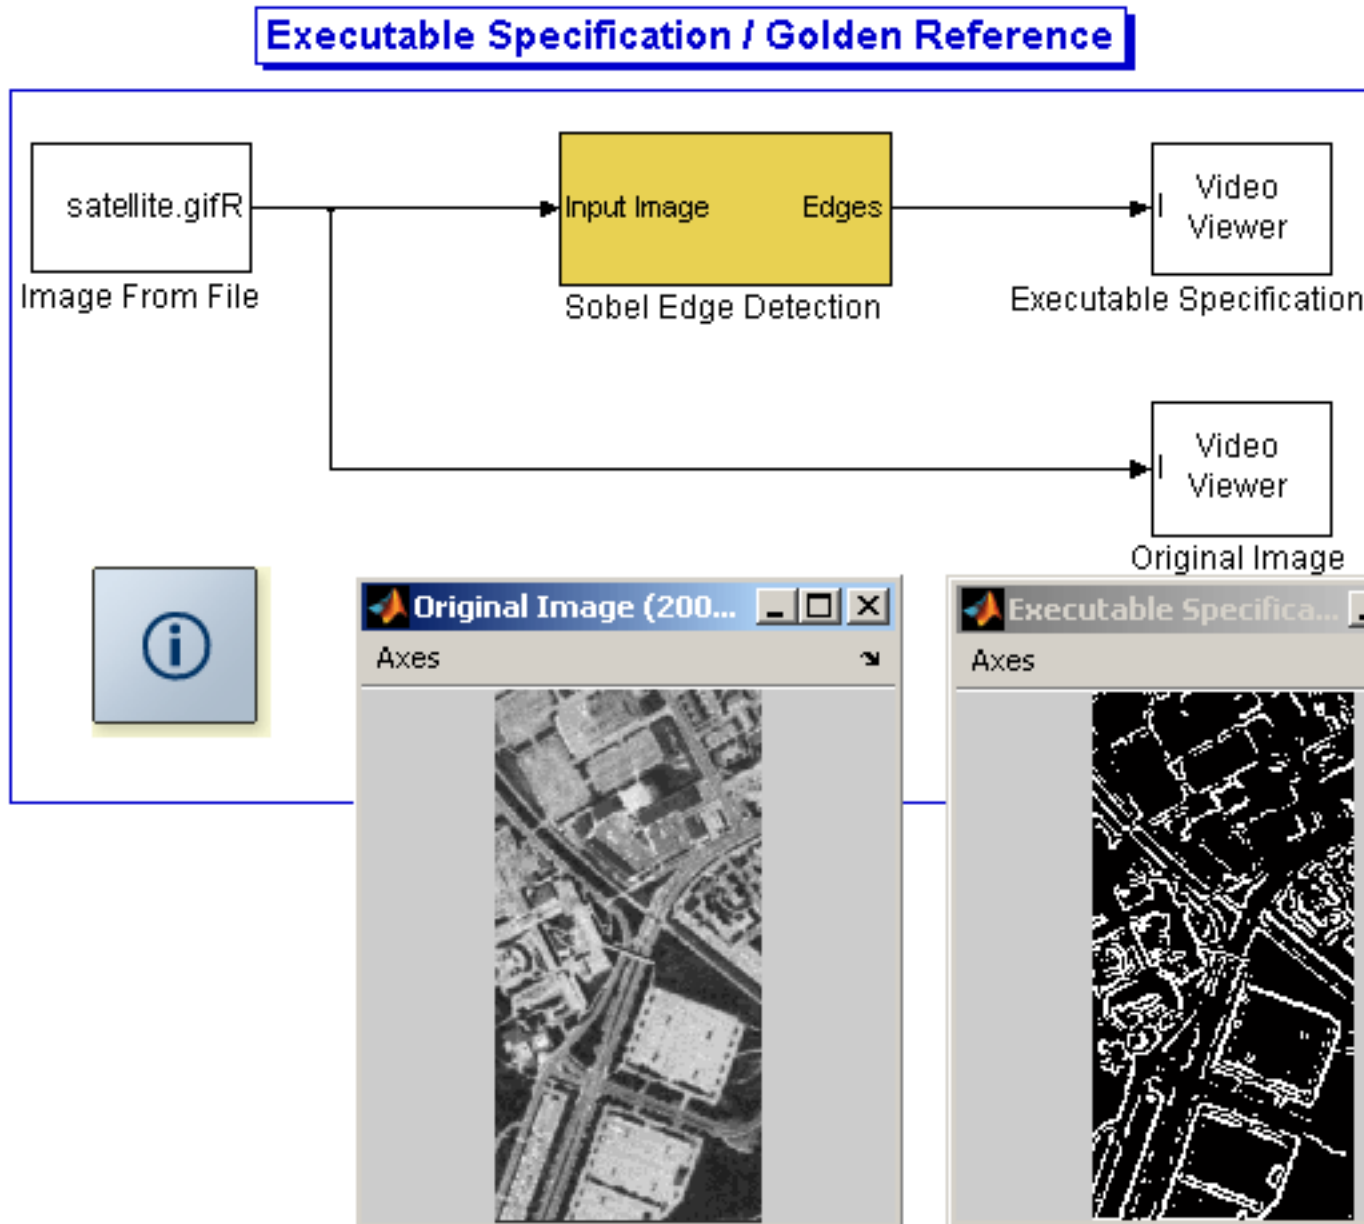 Executable Specification / Golden Reference
satellite.gifR
Image From File
Input Image
Edges
Sobel Edge Detection
I
Video
Viewer
Executable Specification
I
Video
Viewer
Original Image
i
Original Image (200...
Axes
Executable Specifica...
Axes